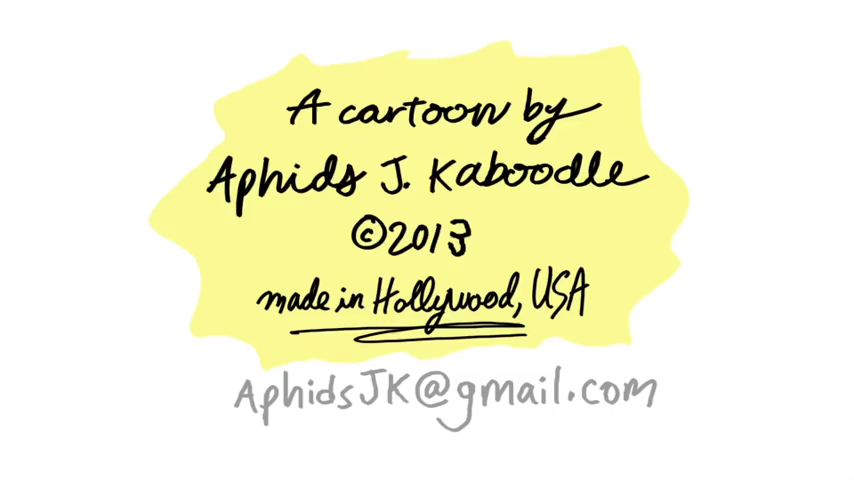 A cartoon by
Aphids J. Kaboodle
©2013
made in Hollywood, USA
AphidsJK@gmail.com